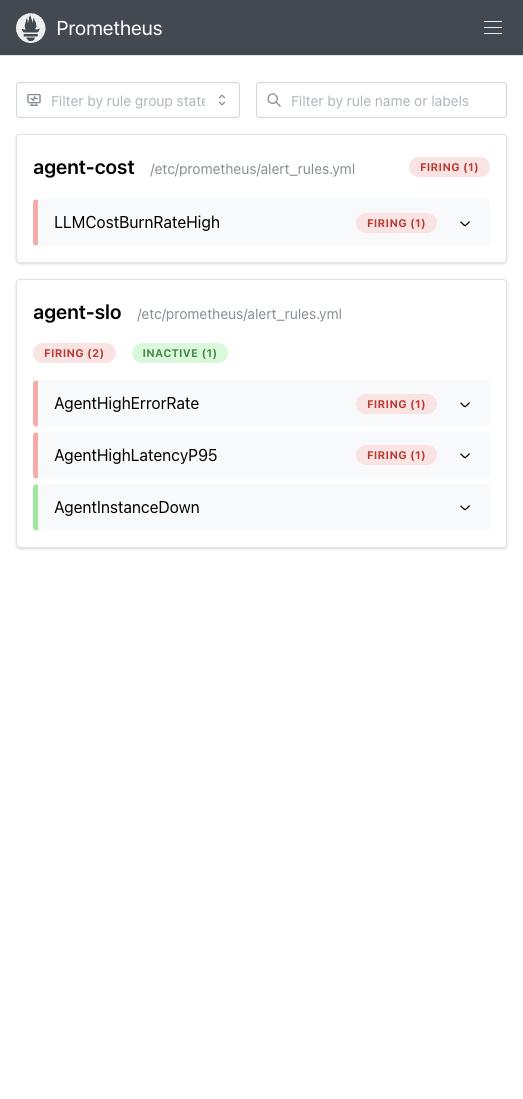 Prometheus
Filter by rule group state
Filter by rule name or labels
agent-cost /etc/prometheus/alert_rules.yml FIRING (1)
LLMCostBurnRateHigh FIRING (1)
agent-slo /etc/prometheus/alert_rules.yml
FIRING (2) INACTIVE (1)
AgentHighErrorRate FIRING (1)
AgentHighLatencyP95 FIRING (1)
AgentInstanceDown